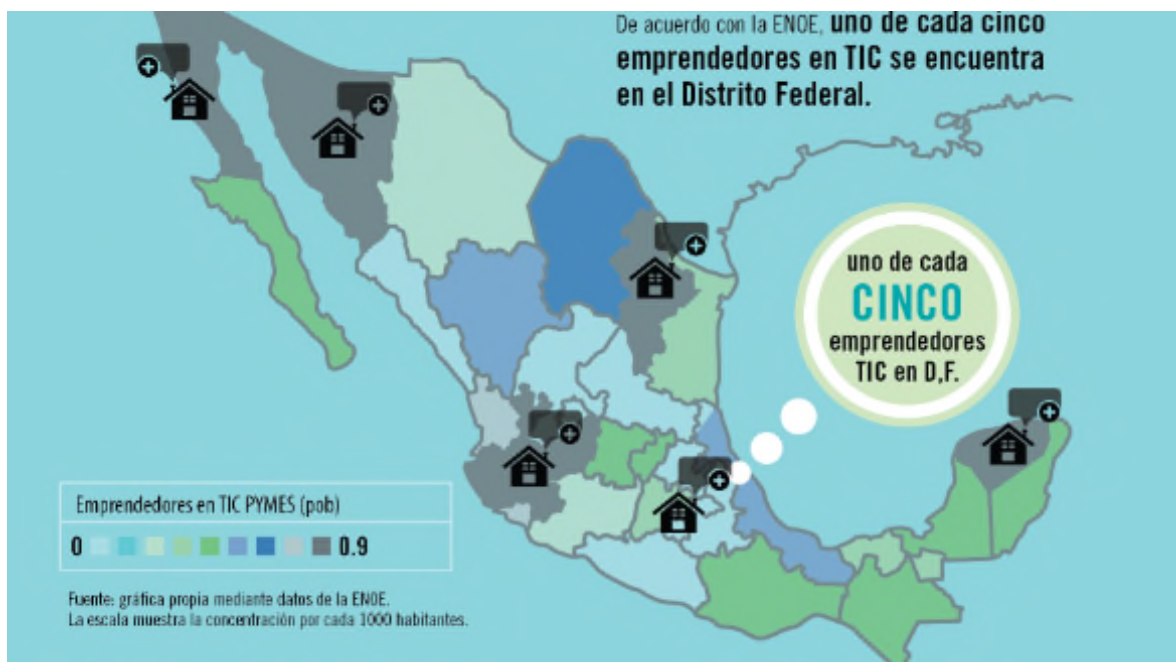 De acuerdo con la ENOE, uno de cada cinco
emprendedores en TIC se encuentra
en el Distrito Federal.
uno de cada
CINCO
emprendedores
TIC en D,F.
Emprendedores en TIC PYMES (pob)
0 0.9
Fuente: gráfica propia mediante datos de la ENOE.
La escala muestra la concentración por cada 1000 habitantes.